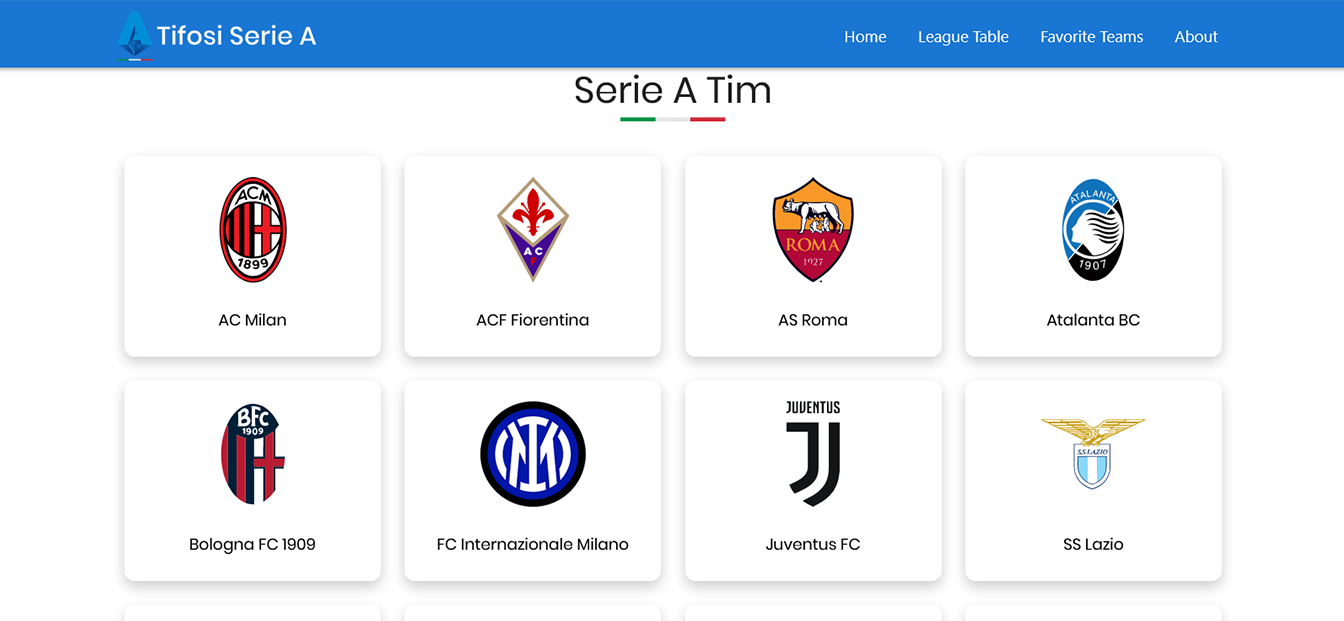 Tifosi Serie A
Home League Table Favorite Teams About
Serie A Tim
ACM
1899
AC Milan
AC
ACF Fiorentina
ROMA
1927
AS Roma
ATALANTA
1907
Atalanta BC
BFC
1909
Bologna FC 1909
FC Internazionale Milano
JUVENTUS
Juventus FC
S.S.LAZIO
SS Lazio